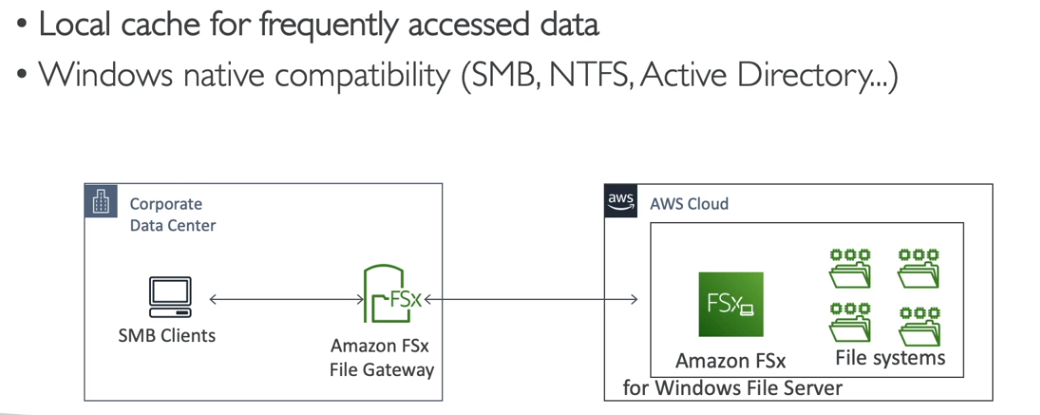 • Local cache for frequently accessed data
• Windows native compatibility (SMB, NTFS, Active Directory...)
Corporate
Data Center
SMB Clients
FSx
Amazon FSx
File Gateway
aws
AWS Cloud
FSx
Amazon FSx
File systems
for Windows File Server